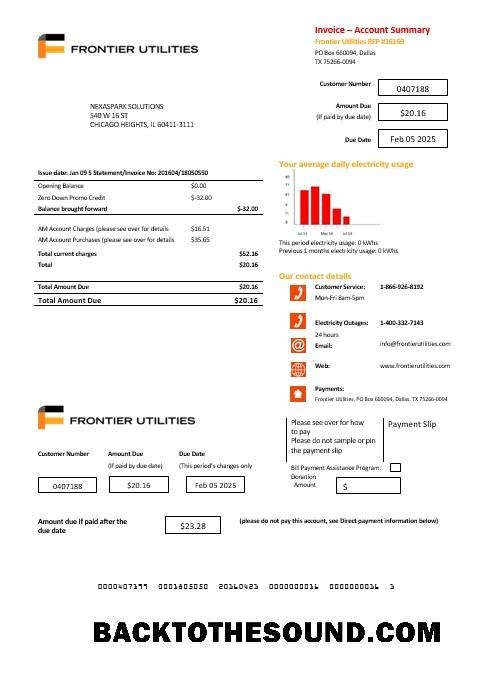 FRONTIER UTILITIES
Invoice – Account Summary
Frontier Utilities REP #16169
PO Box 660094, Dallas
TX 75266-0094
Customer Number 0407188
Amount Due
(If paid by due date) $20.16
Due Date Feb 05 2025
NEXASPARK SOLUTIONS
540 W 16 ST
CHICAGO HEIGHTS, IL 60411-3111
Issue date: Jan 09 5 Statement/Invoice No: 201604/18050550
Opening Balance $0.00
Zero Down Promo Credit $-32.00
Balance brought forward $-32.00
AM Account Charges (please see over for details $16.51
AM Account Purchases (please see over for details $35.65
Total current charges $52.16
Total $20.16
Total Amount Due $20.16
Total Amount Due $20.16
Your average daily electricity usage
This period electricity usage: 0 kWhs
Previous 1 months electricity usage: 0 kWhs
Our contact details
Customer Service: 1-866-926-8192
Mon-Fri 8am-5pm
Electricity Outages: 1-400-332-7143
24 hours
Email: info@frontierutilities.com
Web: www.frontierutilities.com
Payments:
Frontier Utilities, PO Box 660094, Dallas, TX 75266-0094
FRONTIER UTILITIES
Customer Number Amount Due Due Date
(If paid by due date) (This period's changes only
0407188 $20.16 Feb 05 2025
Please see over for how
to pay
Please do not sample or pin
the payment slip
Payment Slip
Bill Payment Assistance Program:
Donation
Amount $
Amount due if paid after the
due date $23.28
(please do not pay this account, see Direct payment information below)
0000407199 0001805050 20160421 0000000016 0000000016 1
BACKTOTHESOUND.COM